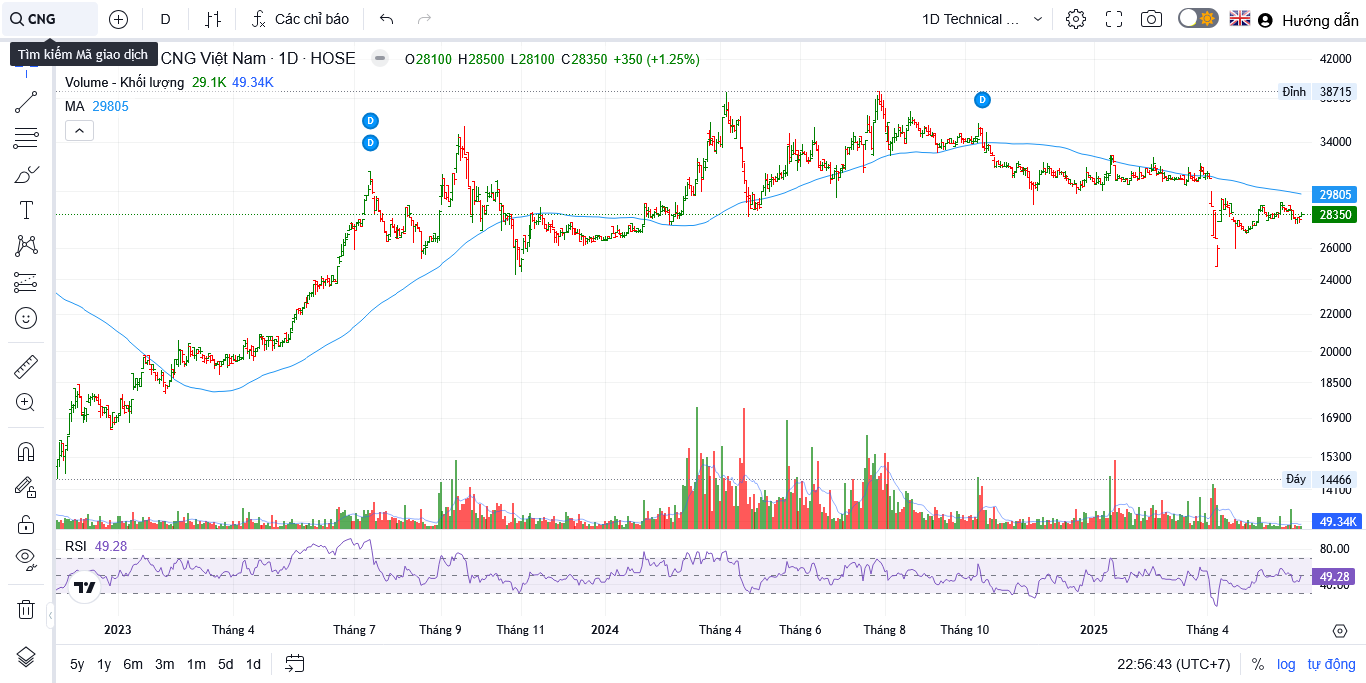 CNG D Các chỉ báo 1D Technical ... Hướng dẫn
Tìm kiếm Mã giao dịch
CNG Việt Nam · 1D · HOSE O28100 H28500 L28100 C28350 +350 (+1.25%)
Volume - Khối lượng 29.1K 49.34K
MA 29805
D
D
D
42000
Đỉnh 38715
34000
29805
28350
26000
24000
22000
20000
18500
16900
15300
Đáy 14466
14100
49.34K
RSI 49.28
80.00
49.28
40.00
2023 Tháng 4 Tháng 7 Tháng 9 Tháng 11 2024 Tháng 4 Tháng 6 Tháng 8 Tháng 10 2025 Tháng 4
5y 1y 6m 3m 1m 5d 1d 22:56:43 (UTC+7) % log tự động